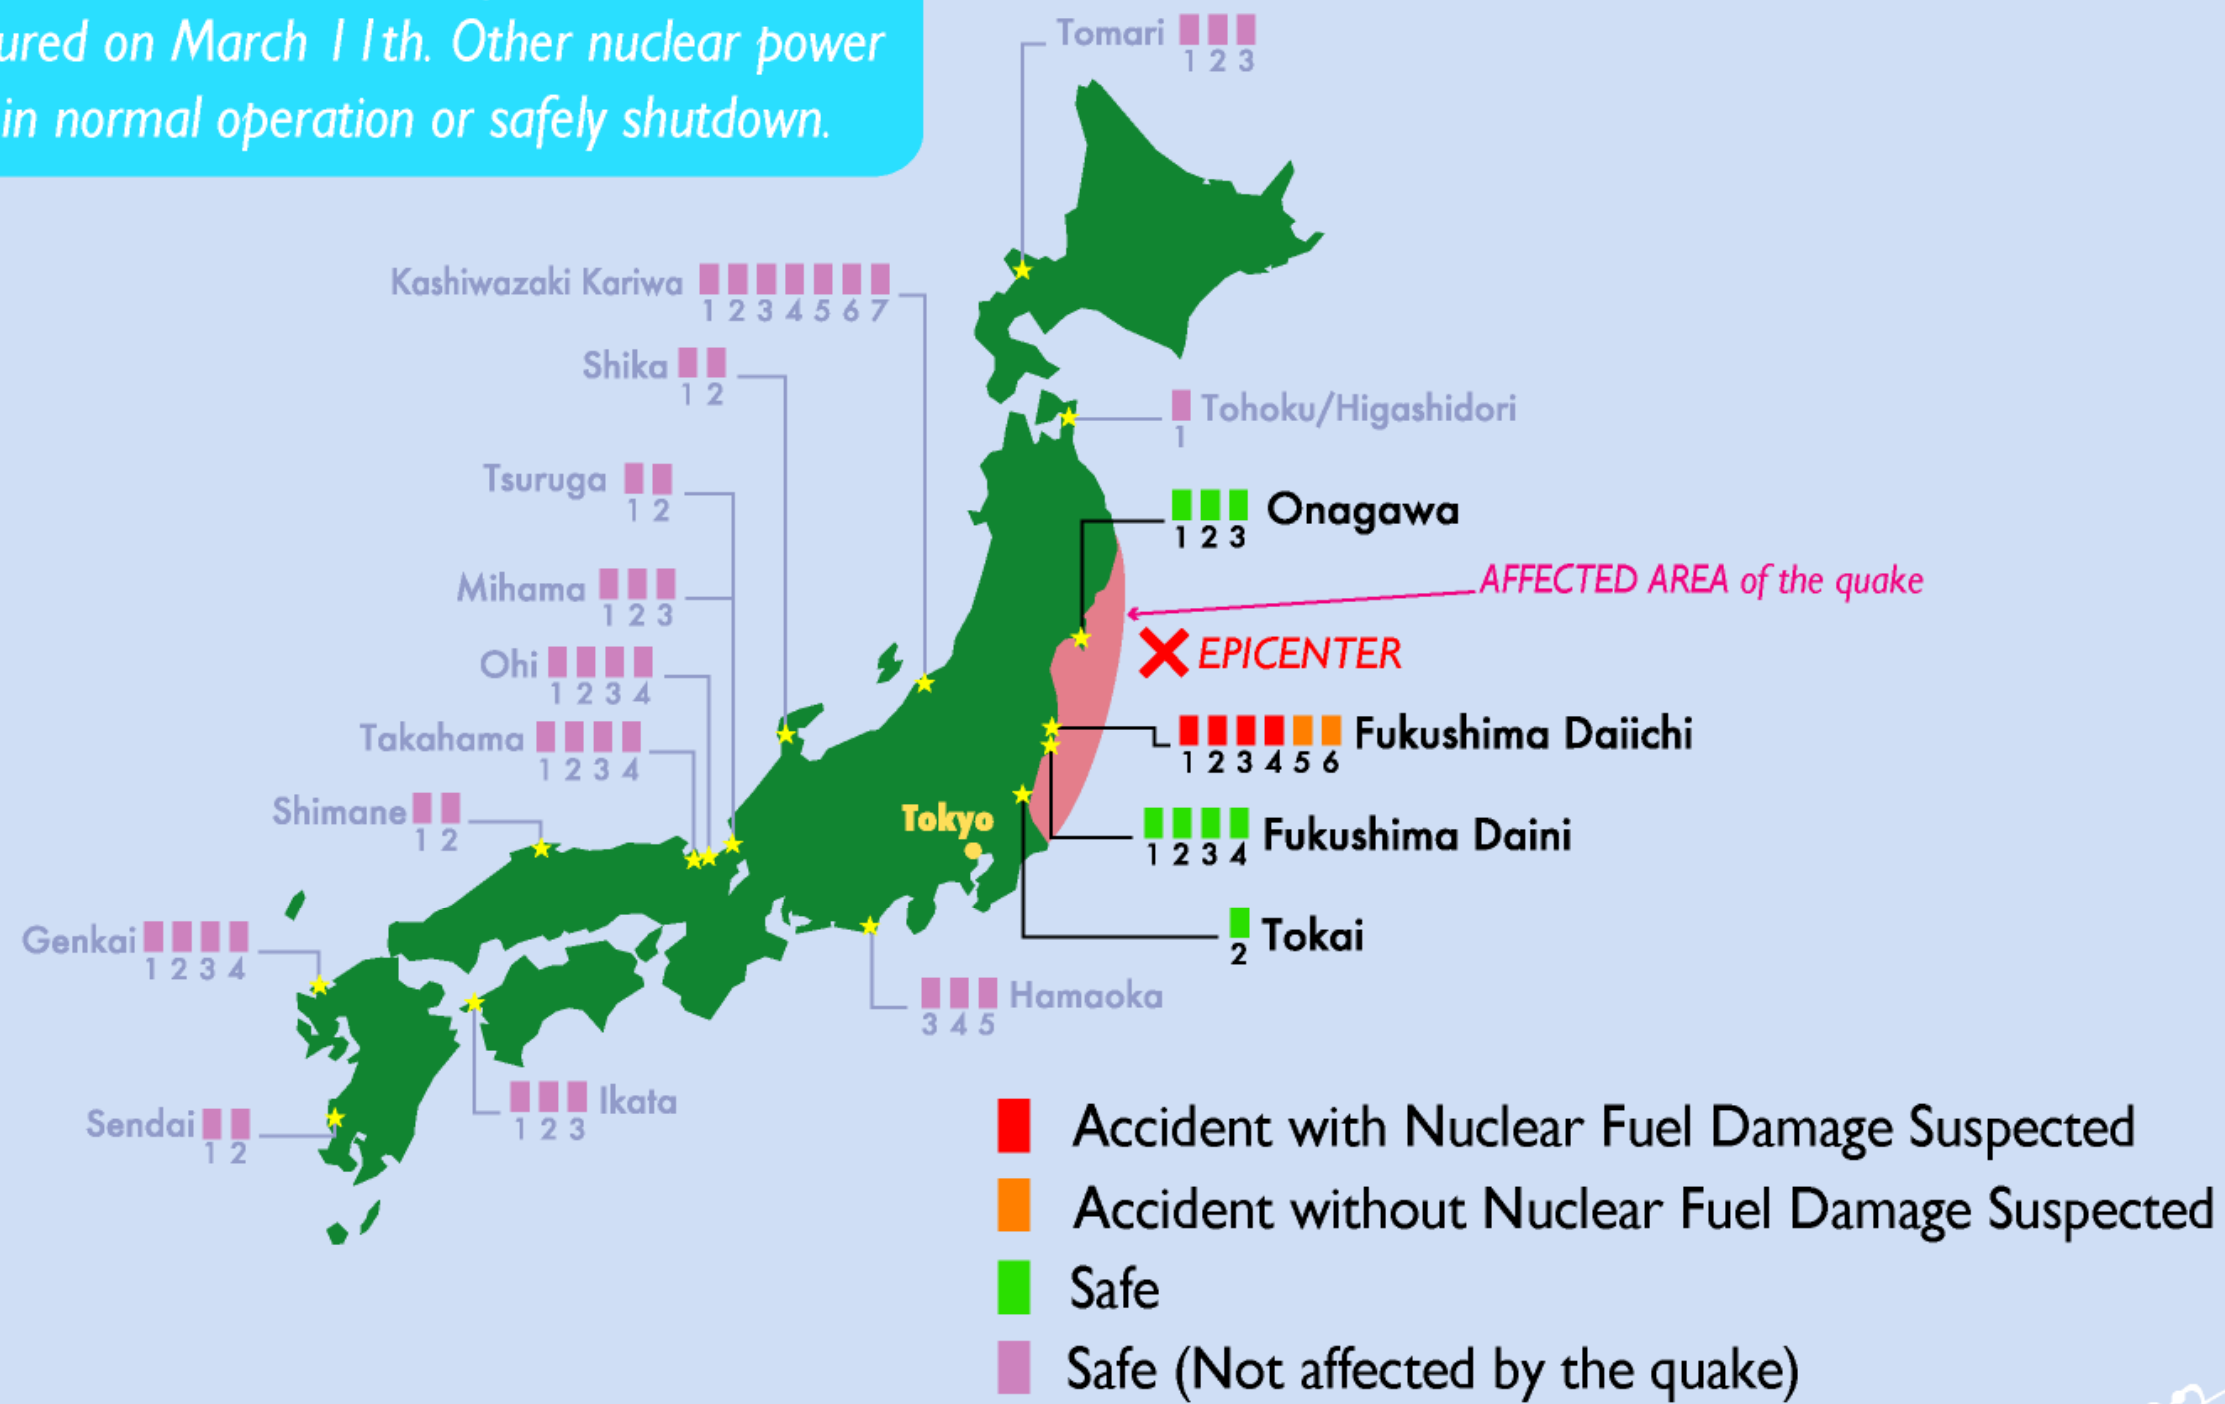 ured on March 11th. Other nuclear power
in normal operation or safely shutdown.
Tomari
1 2 3
Kashiwazaki Kariwa
1 2 3 4 5 6 7
Shika
1 2
Tohoku/Higashidori
1
Tsuruga
1 2
Onagawa
1 2 3
Mihama
1 2 3
AFFECTED AREA of the quake
EPICENTER
Ohi
1 2 3 4
Takahama
1 2 3 4
Fukushima Daiichi
1 2 3 4 5 6
Shimane
1 2
Tokyo
Fukushima Daini
1 2 3 4
Genkai
1 2 3 4
Tokai
2
Hamaoka
3 4 5
Ikata
1 2 3
Sendai
1 2
Accident with Nuclear Fuel Damage Suspected
Accident without Nuclear Fuel Damage Suspected
Safe
Safe (Not affected by the quake)